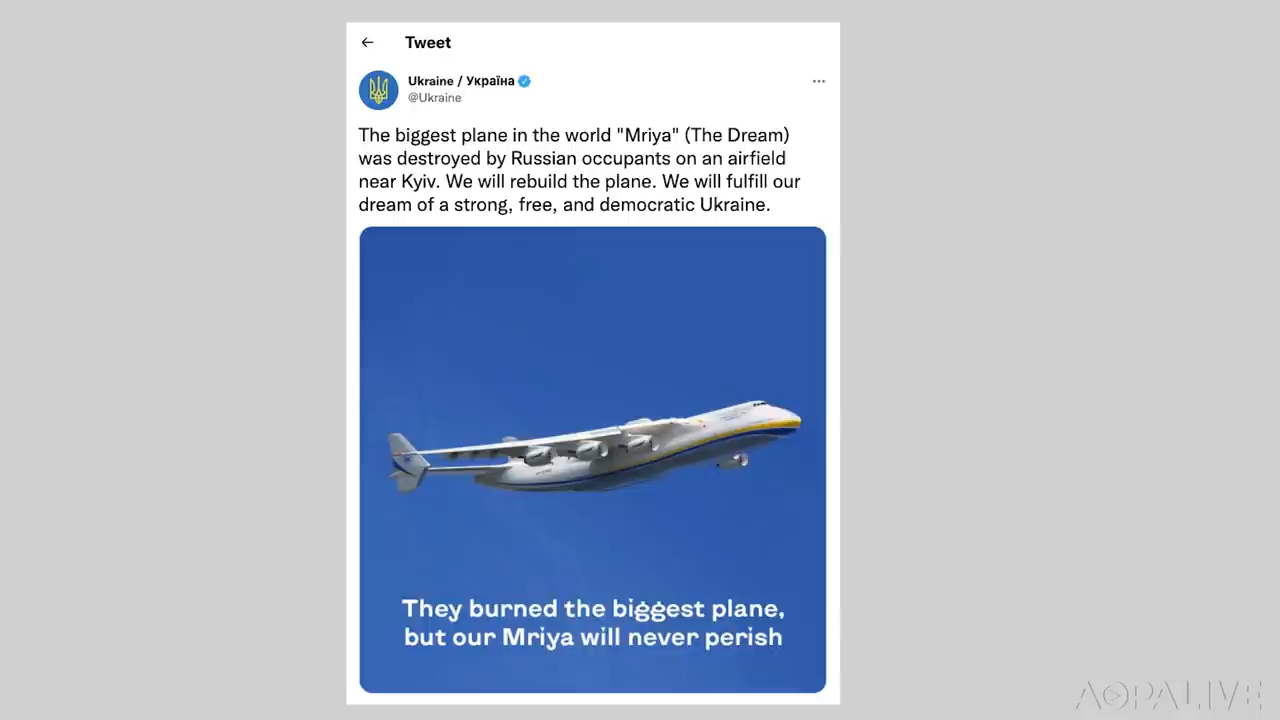 Tweet
Ukraine / Україна
@Ukraine
The biggest plane in the world "Mriya" (The Dream)
was destroyed by Russian occupants on an airfield
near Kyiv. We will rebuild the plane. We will fulfill our
dream of a strong, free, and democratic Ukraine.
They burned the biggest plane,
but our Mriya will never perish
AOPA LIVE